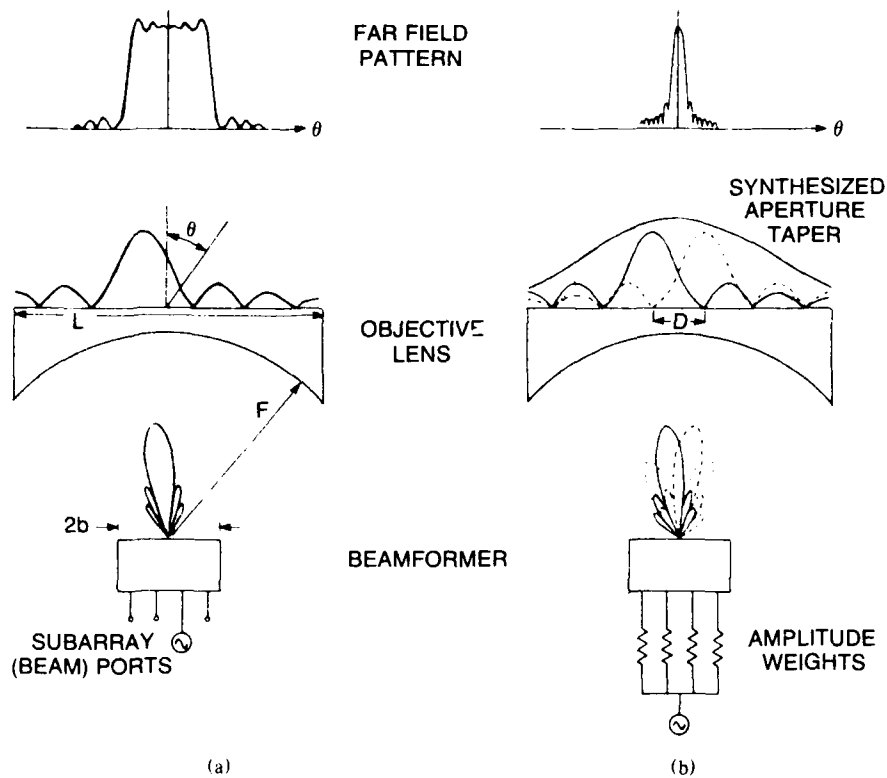 FAR FIELD
PATTERN
θ
θ
SYNTHESIZED
APERTURE
TAPER
θ
L
D
OBJECTIVE
LENS
F
2b
BEAMFORMER
SUBARRAY
(BEAM) PORTS
AMPLITUDE
WEIGHTS
(a)
(b)